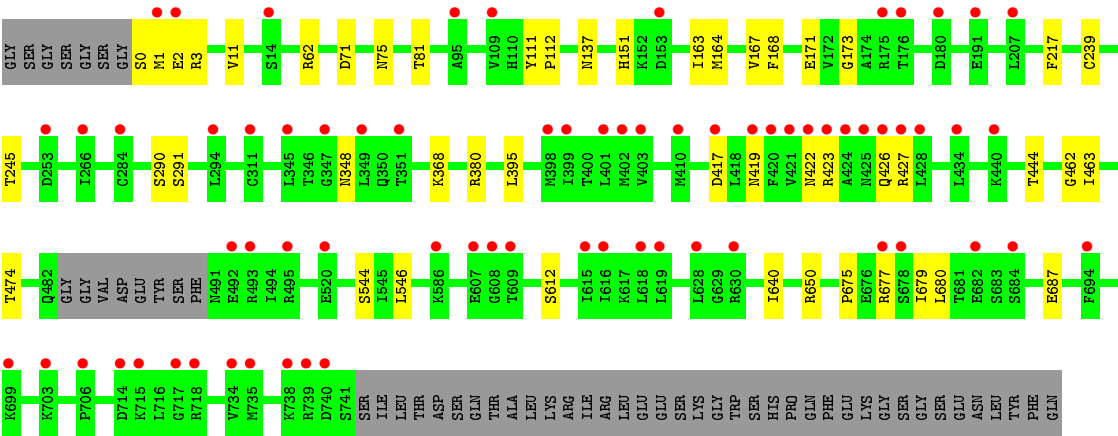 GLY SER GLY SER GLY SER GLY S0 M1 E2 R3 V11 S14 R62 D71 N75 T81 A95 V109 H110 Y111 P112 N137 H151 K152 D153 I163 M164 V167 F168 E171 V172 G173 A174 R175 T176 D180 E191 L207 F217 C239
T245 D253 I266 C284 S290 S291 L294 C311 L345 T346 G347 N348 L349 Q350 T351 K368 R380 L395 M398 I399 T400 L401 M402 V403 M410 D417 L418 N419 F420 V421 N422 R423 A424 N425 Q426 R427 L428 L434 K440 T444 G462 I463
T474 Q482 GLY GLY VAL ASP GLU TYR SER PHE N491 E492 R493 I494 R495 E520 S544 I545 L546 K586 E607 G608 T609 S612 I615 I616 K617 L618 L619 L628 G629 R630 I640 R650 P675 E676 R677 S678 I679 L680 T681 E682 S683 S684 E687 F694
K699 K703 P706 D714 K715 L716 G717 R718 V734 M735 K738 R739 D740 S741 SER ILE LEU THR ASP SER GLN THR ALA LEU LYS ARG ILE ARG LEU GLU GLU SER LYS GLY TRP SER HIS PRO GLN PHE GLU LYS GLY SER GLY SER GLU ASN LEU TYR PHE GLN